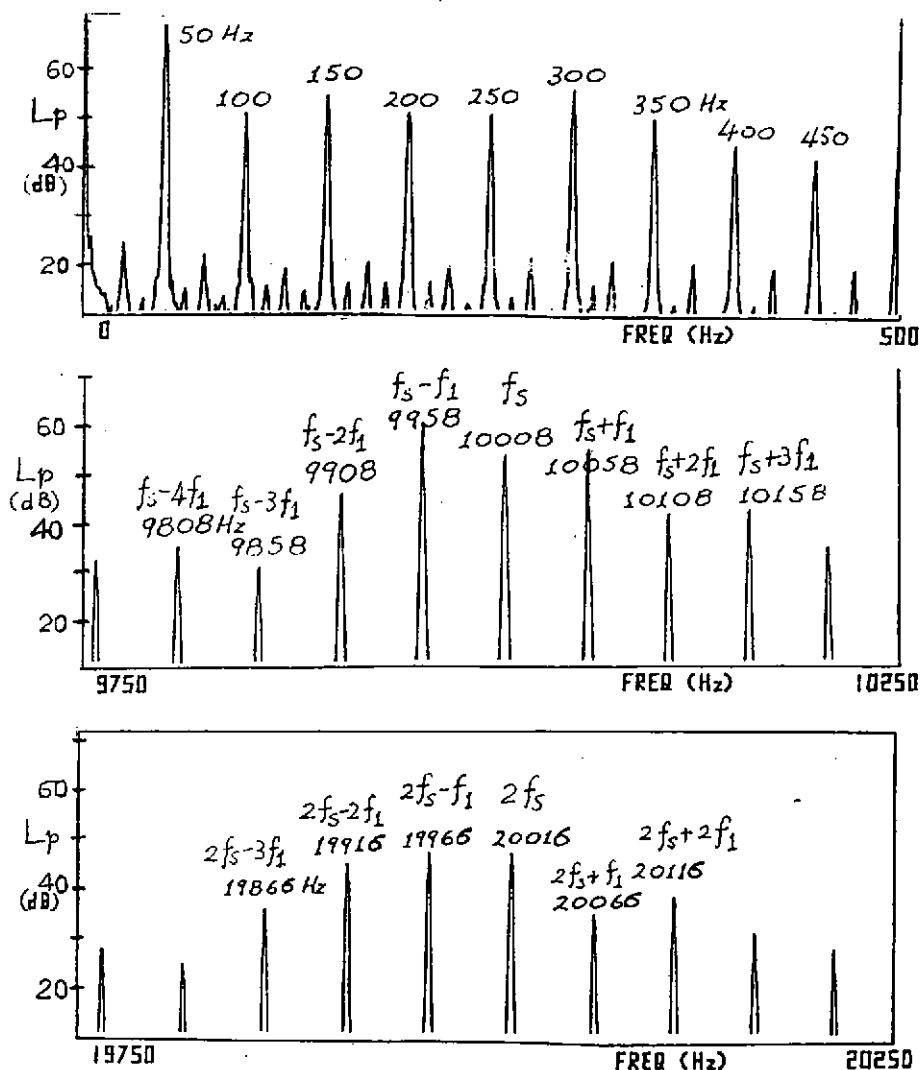 50 Hz
60
150
300
100
200
250
350 Hz
Lp
400
450
40
(dB)
20
0
FREQ (Hz)
500
fs-f1
fs
60
9958
fs-2f1
10008
fs+f1
9908
10058
fs+2f1
fs+3f1
Lp
(dB)
fs-4f1
fs-3f1
10108
10158
40
9808 Hz
9858
20
9750
FREQ (Hz)
10250
60
2fs-2f1
2fs-f1
2fs
Lp
19916
19966
20016
2fs+2f1
2fs-3f1
2fs+f1
20116
40
19866 Hz
20066
(dB)
20
19750
FREQ (Hz)
20250